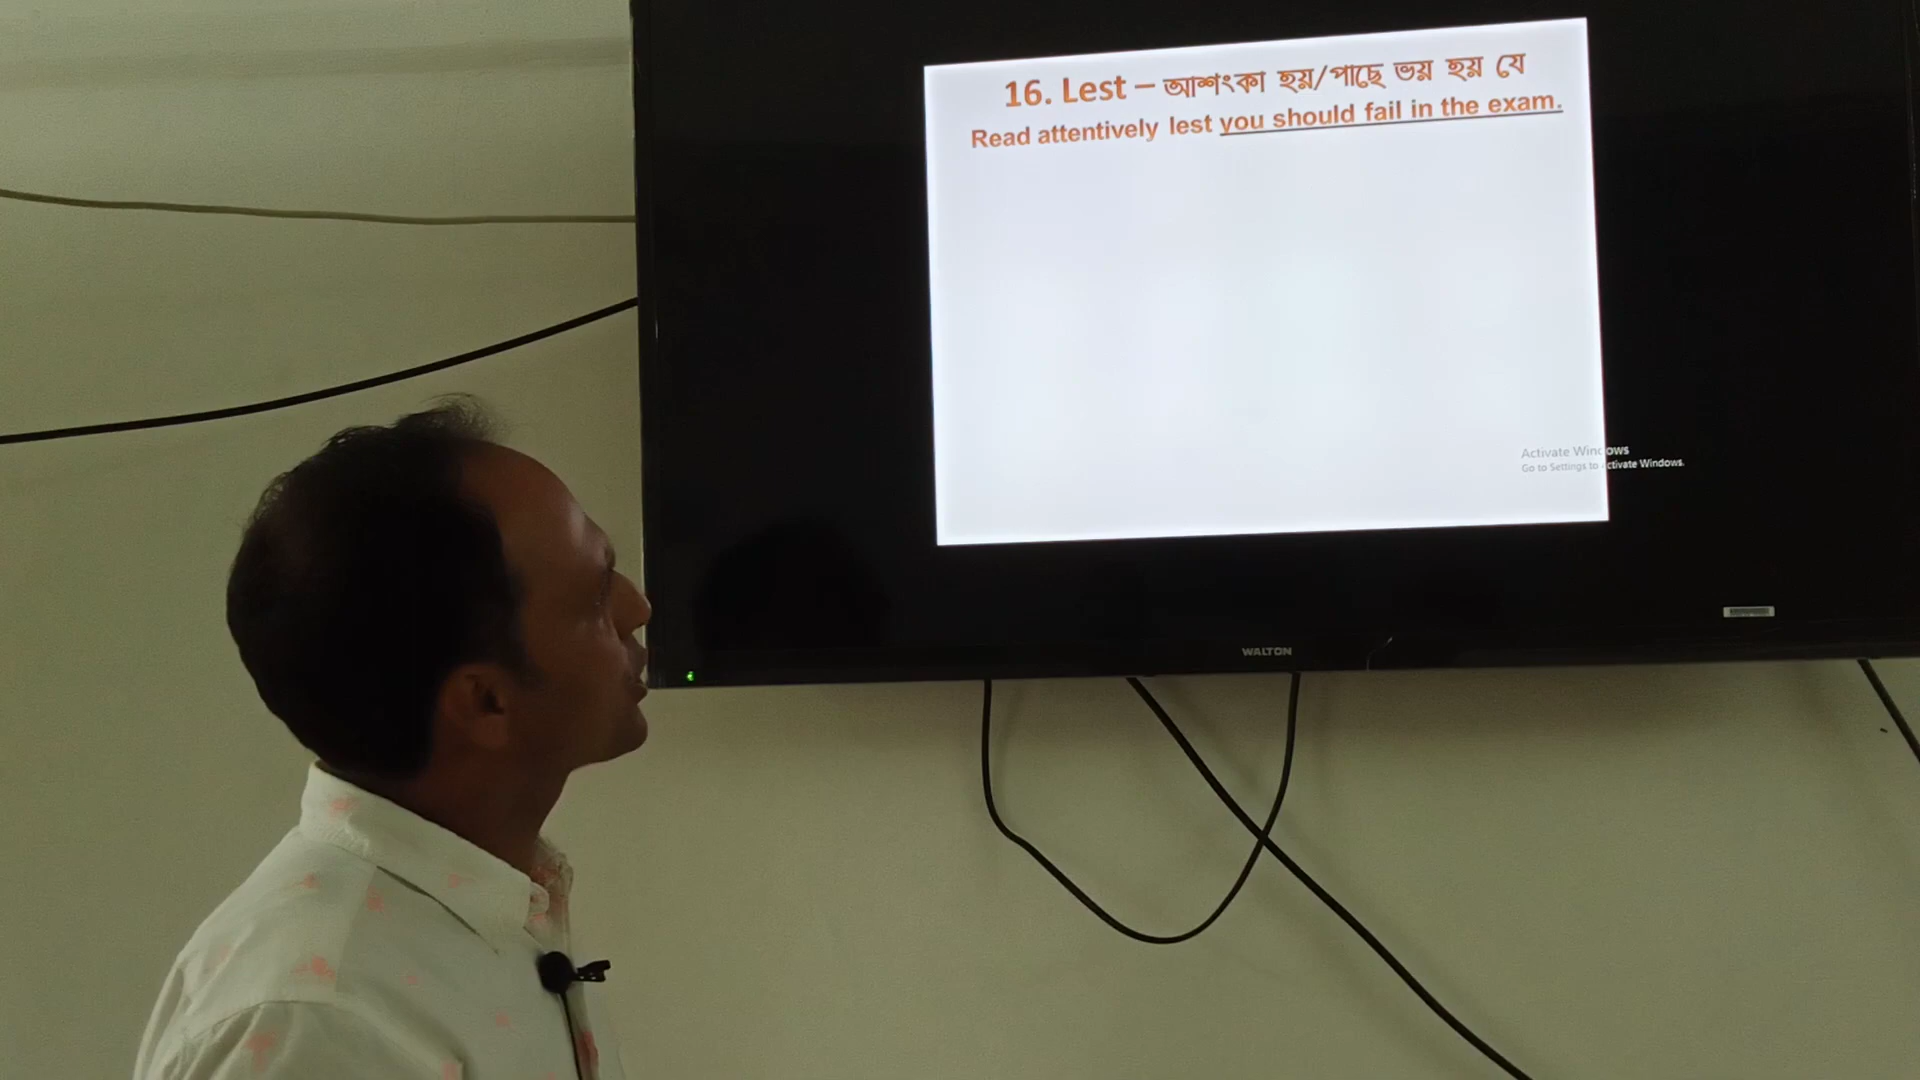 16. Lest – আশংকা হয়/পাছে ভয় হয় যে
Read attentively lest you should fail in the exam.
Activate Windows
Go to Settings to activate Windows.
WALTON